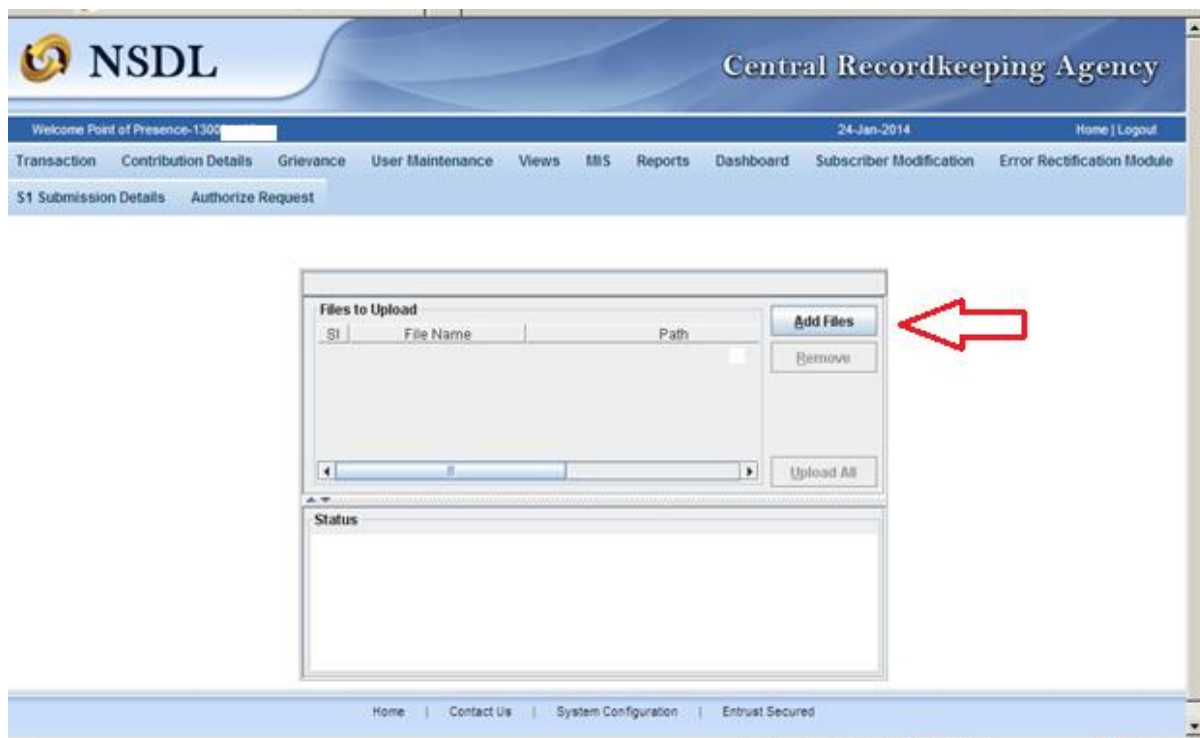 NSDL
Central Recordkeeping Agency
Welcome Point of Presence-1300
24-Jan-2014
Home | Logout
Transaction Contribution Details Grievance User Maintenance Views MIS Reports Dashboard Subscriber Modification Error Rectification Module
S1 Submission Details Authorize Request
Files to Upload
Add Files
SI File Name Path
Remove
Upload All
Status
Home | Contact Us | System Configuration | Entrust Secured